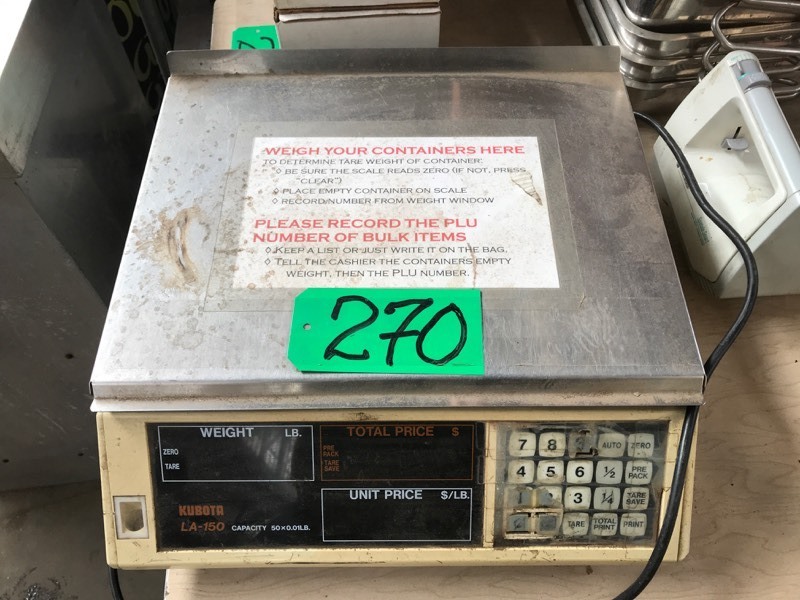 WEIGH YOUR CONTAINERS HERE
TO DETERMINE TARE WEIGHT OF CONTAINER:
◊ BE SURE THE SCALE READS ZERO (IF NOT, PRESS
"CLEAR")
◊ PLACE EMPTY CONTAINER ON SCALE
◊ RECORD NUMBER FROM WEIGHT WINDOW
PLEASE RECORD THE PLU
NUMBER OF BULK ITEMS
◊ KEEP A LIST OR JUST WRITE IT ON THE BAG.
◊ TELL THE CASHIER THE CONTAINERS EMPTY
WEIGHT, THEN THE PLU NUMBER.
270
WEIGHT LB.
ZERO
TARE
TOTAL PRICE $
PRE
PACK
TARE
SAVE
UNIT PRICE $/LB.
KUBOTA
LA-150 CAPACITY 50×0.01LB.
7 8 AUTO ZERO
4 5 6 1/2 PRE PACK
1 3 1/4 TARE SAVE
TARE TOTAL PRINT PRINT